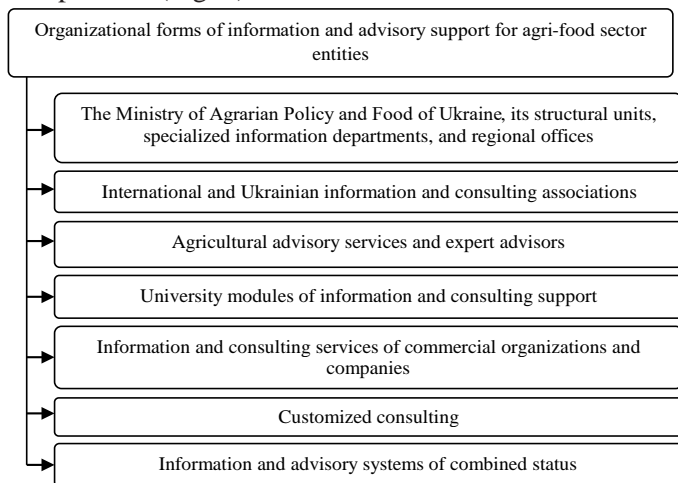 Organizational forms of information and advisory support for agri-food sector
entities
The Ministry of Agrarian Policy and Food of Ukraine, its structural units,
specialized information departments, and regional offices
International and Ukrainian information and consulting associations
Agricultural advisory services and expert advisors
University modules of information and consulting support
Information and consulting services of commercial organizations and
companies
Customized consulting
Information and advisory systems of combined status